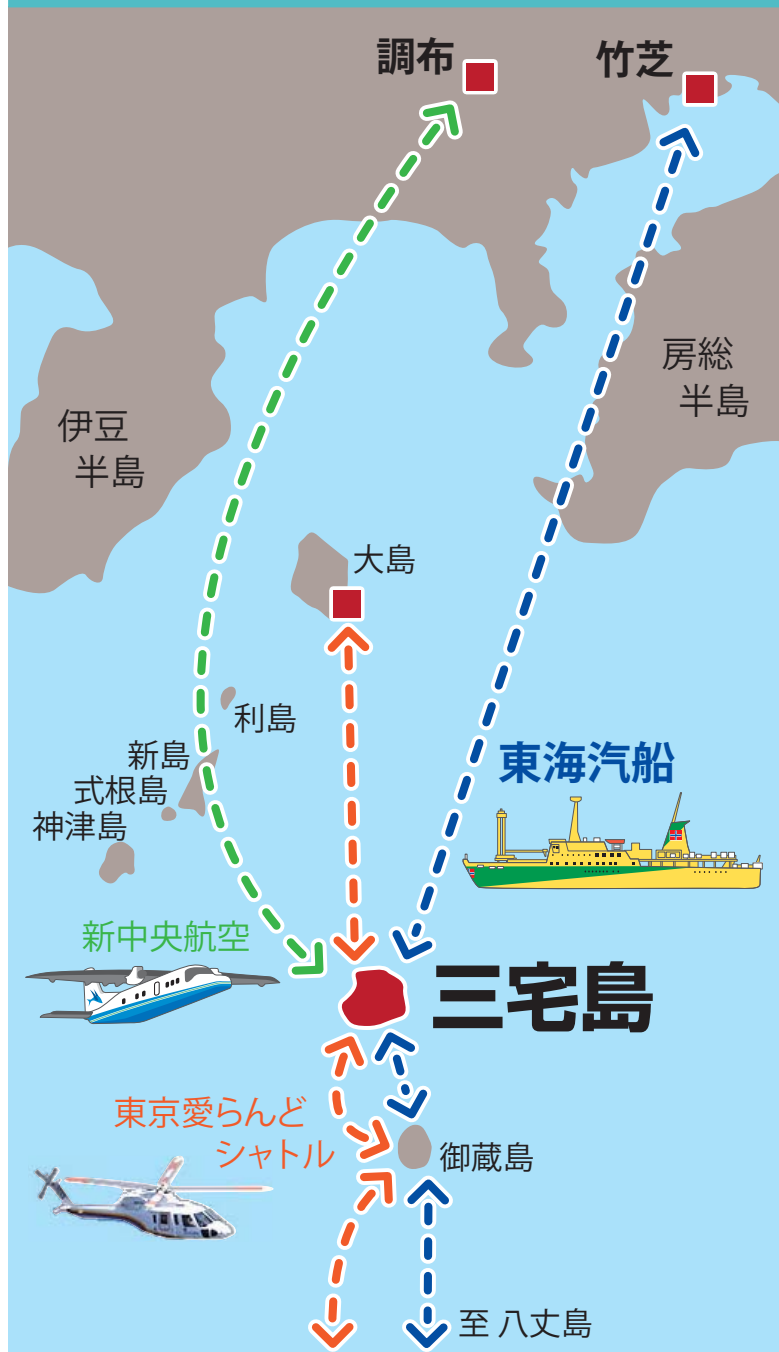 調布
竹芝
房総
半島
伊豆
半島
大島
利島
新島
式根島
神津島
東海汽船
新中央航空
三宅島
東京愛らんど
シャトル
御蔵島
至 八丈島